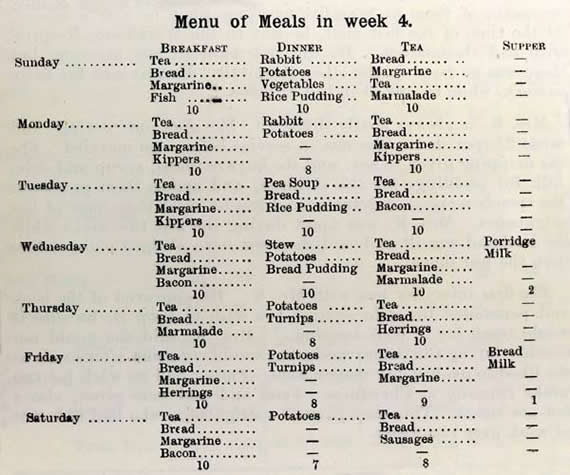 Menu of Meals in week 4.
BREAKFAST DINNER TEA SUPPER
Sunday ........... Tea ........... Rabbit ........ Bread ........ —
Bread......... Potatoes ...... Margarine .... —
Margarine.. Vegetables .... Tea ........... —
Fish ....... Rice Pudding .. Marmalade .... —
10 10 10
Monday ........... Tea ........... Rabbit ........ Tea ........... —
Bread......... Potatoes ...... Bread......... —
Margarine...... — Margarine...... —
Kippers ...... — Kippers ...... —
10 8 10
Tuesday........... Tea ........... Pea Soup ...... Tea ........... —
Bread......... Bread......... Bread......... —
Margarine...... Rice Pudding .. Bacon......... —
Kippers...... — — —
10 10 10
Wednesday ....... Tea ........... Stew ........... Tea ........... Porridge
Bread......... Potatoes ...... Bread......... Milk
Margarine...... Bread Pudding Margarine...... —
Bacon ......... Marmalade —
10 10 10 2
Thursday ......... Tea ........... Potatoes ...... Tea ........... —
Bread......... Turnips......... Bread......... —
Marmalade .... — Herrings ...... —
10 8 10
Friday ........... Tea ........... Potatoes ...... Tea ........... Bread
Bread......... Turnips......... Bread......... Milk
Margarine...... — Margarine...... —
Herrings ...... — — —
10 8 9 1
Saturday ......... Tea ........... Potatoes ...... Tea ........... —
Bread......... — Bread......... —
Margarine...... — Sausages ...... —
Bacon......... — — —
10 7 8